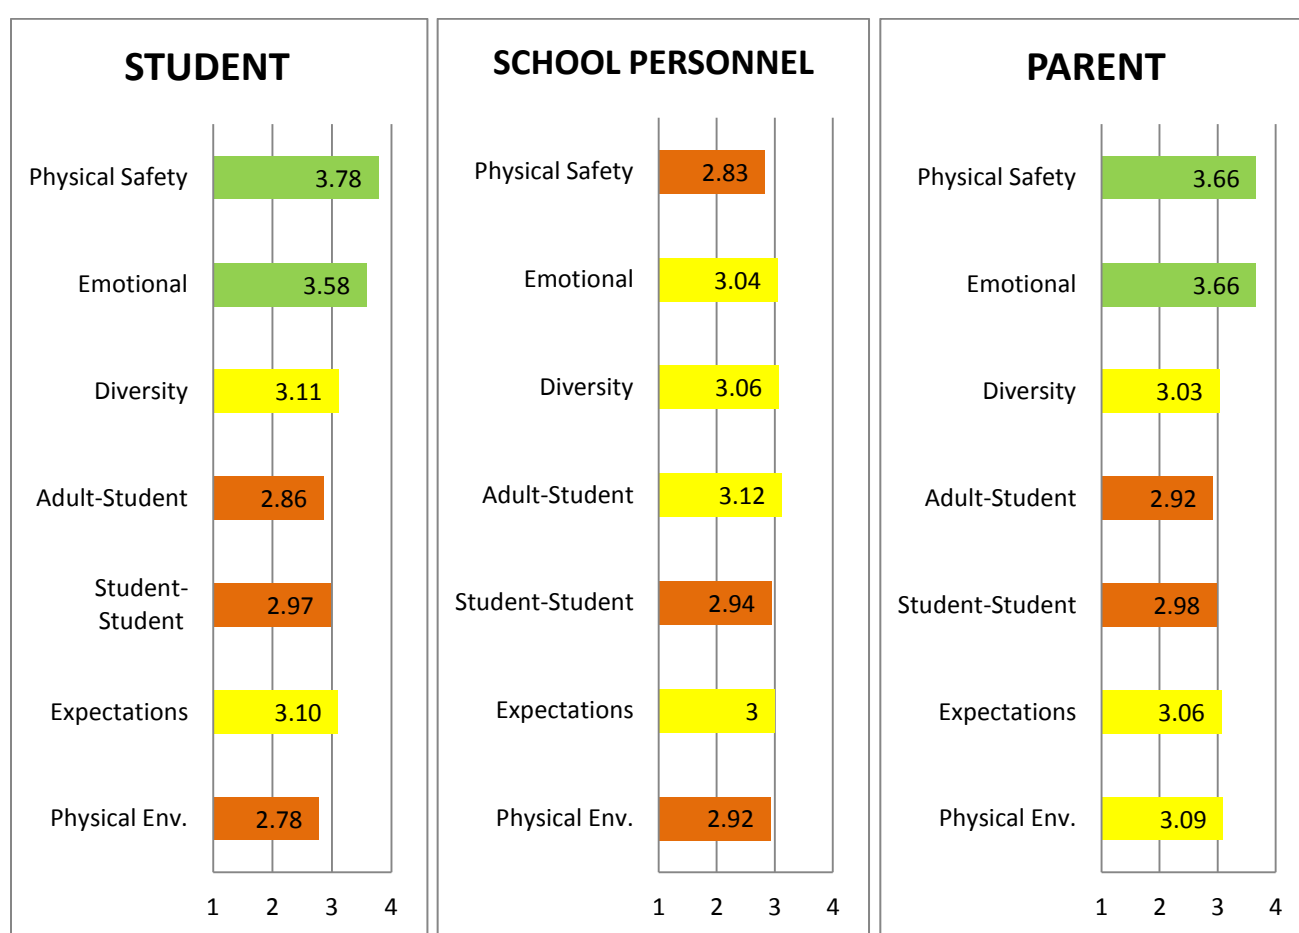 STUDENT
Physical Safety
3.78
Emotional
3.58
Diversity
3.11
Adult-Student
2.86
Student-
Student
2.97
Expectations
3.10
Physical Env.
2.78
1 2 3 4
SCHOOL PERSONNEL
Physical Safety
2.83
Emotional
3.04
Diversity
3.06
Adult-Student
3.12
Student-Student
2.94
Expectations
3
Physical Env.
2.92
1 2 3 4
PARENT
Physical Safety
3.66
Emotional
3.66
Diversity
3.03
Adult-Student
2.92
Student-Student
2.98
Expectations
3.06
Physical Env.
3.09
1 2 3 4